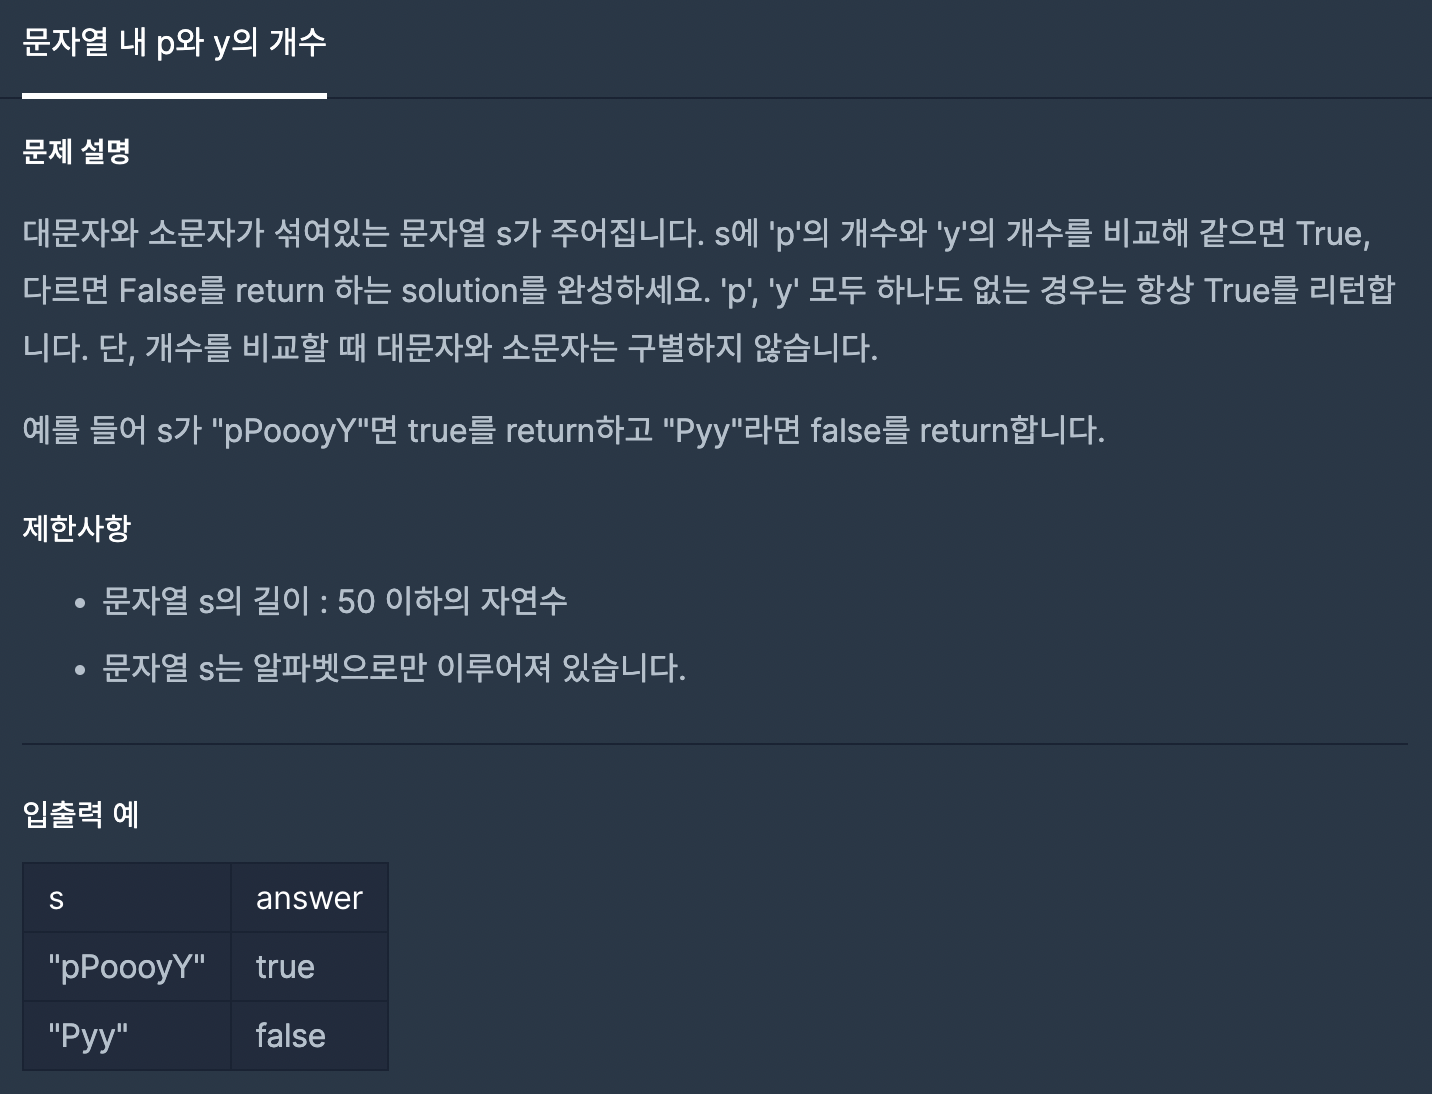 문자열 내 p와 y의 개수
문제 설명
대문자와 소문자가 섞여있는 문자열 s가 주어집니다. s에 'p'의 개수와 'y'의 개수를 비교해 같으면 True,
다르면 False를 return 하는 solution를 완성하세요. 'p', 'y' 모두 하나도 없는 경우는 항상 True를 리턴합
니다. 단, 개수를 비교할 때 대문자와 소문자는 구별하지 않습니다.
예를 들어 s가 "pPoooyY"면 true를 return하고 "Pyy"라면 false를 return합니다.
제한사항
• 문자열 s의 길이 : 50 이하의 자연수
• 문자열 s는 알파벳으로만 이루어져 있습니다.
입출력 예
s answer
"pPoooyY" true
"Pyy" false